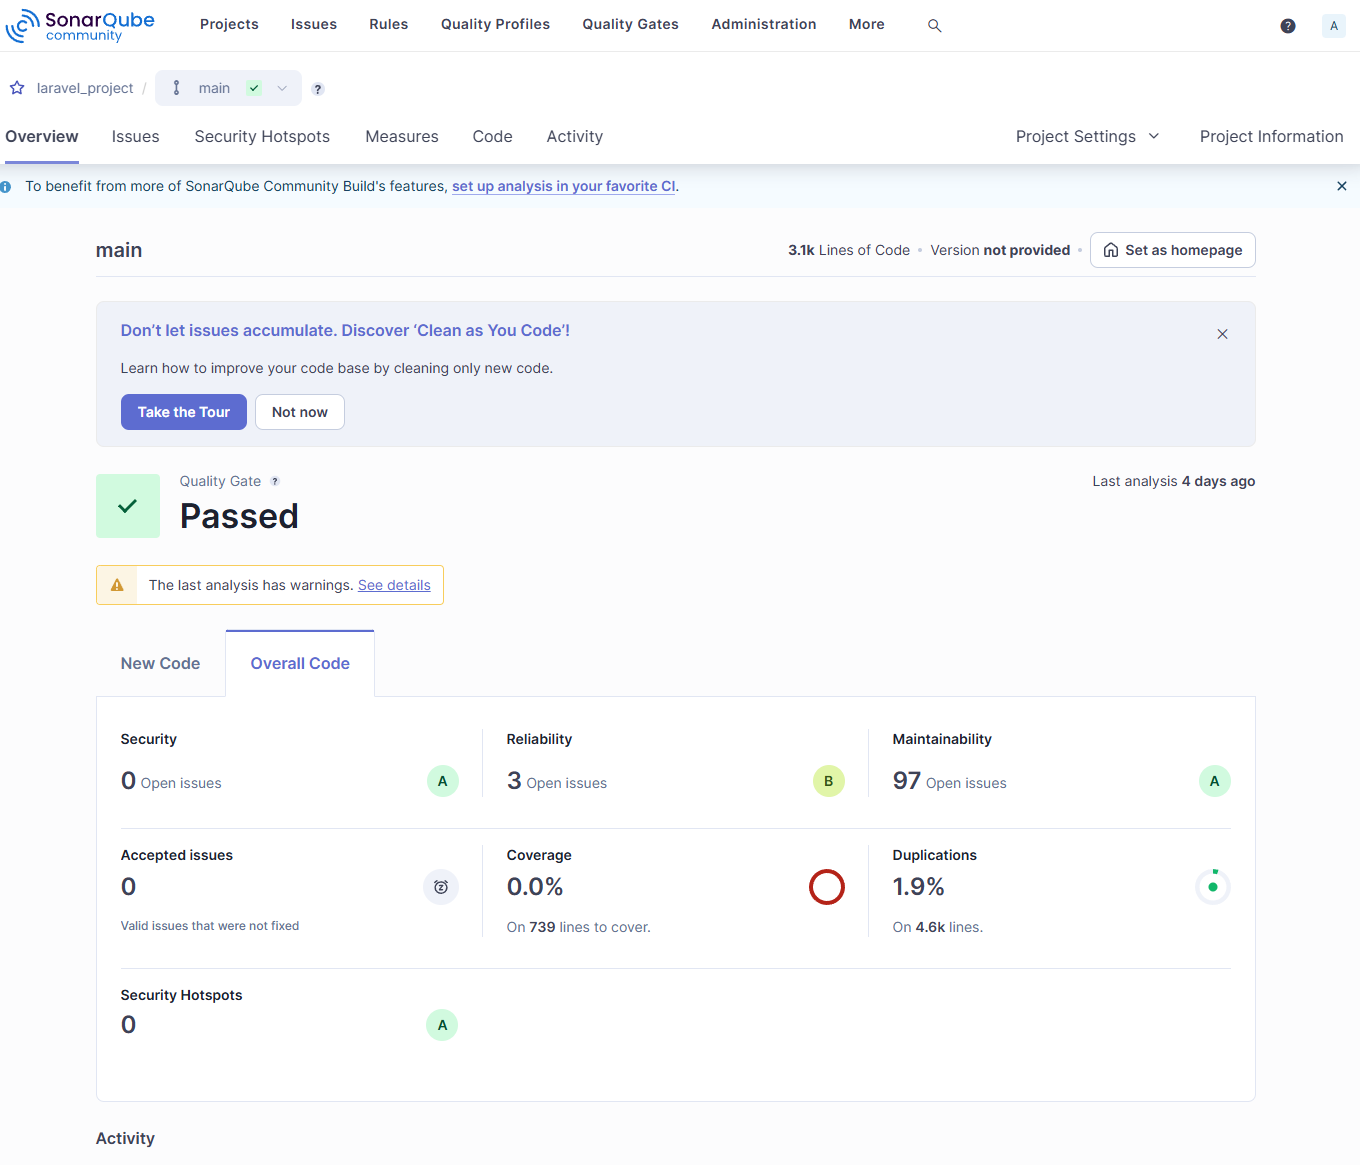 SonarQube community
Projects Issues Rules Quality Profiles Quality Gates Administration More ? A
laravel_project / main ?
Overview Issues Security Hotspots Measures Code Activity Project Settings Project Information
To benefit from more of SonarQube Community Build's features, set up analysis in your favorite CI.
main
3.1k Lines of Code • Version not provided • Set as homepage
Don’t let issues accumulate. Discover ‘Clean as You Code’!
Learn how to improve your code base by cleaning only new code.
Take the Tour Not now
Quality Gate ?
Passed
Last analysis 4 days ago
The last analysis has warnings. See details
New Code Overall Code
Security
0 Open issues A
Reliability
3 Open issues B
Maintainability
97 Open issues A
Accepted issues
0
Valid issues that were not fixed
Coverage
0.0%
On 739 lines to cover.
Duplications
1.9%
On 4.6k lines.
Security Hotspots
0 A
Activity